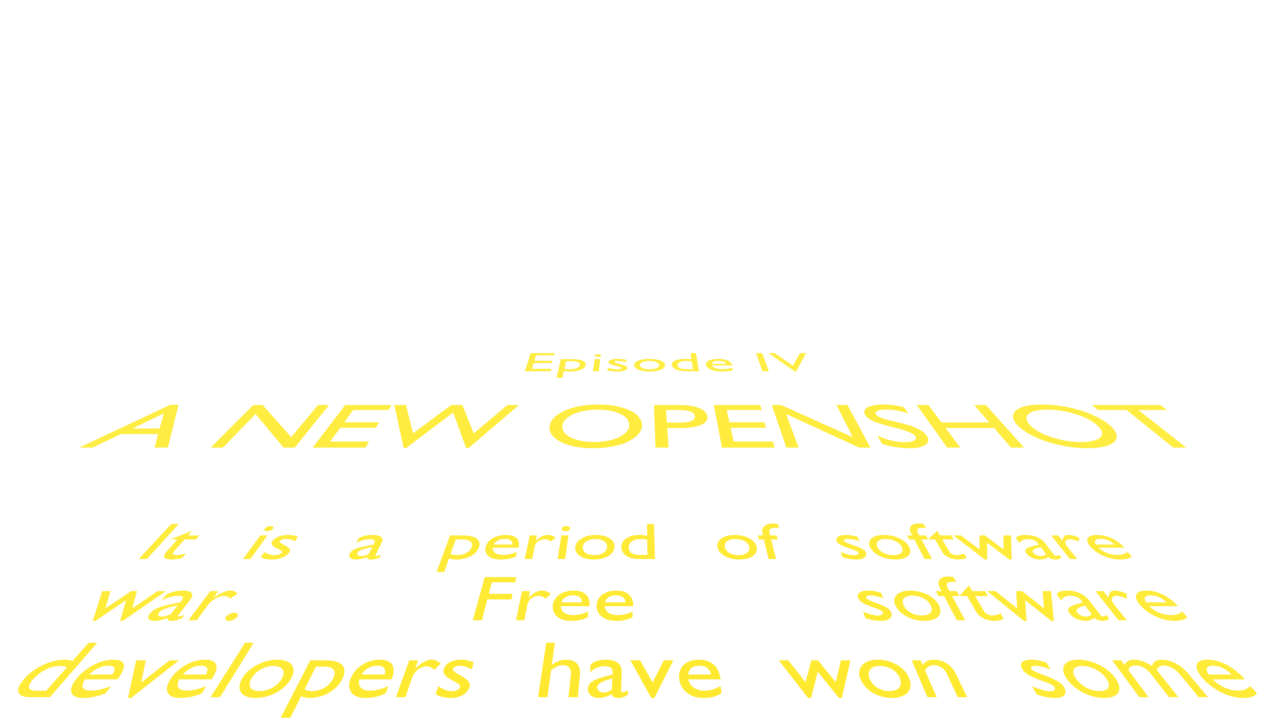 Episode IV
A NEW OPENSHOT
It is a period of software
war. Free software
developers have won some